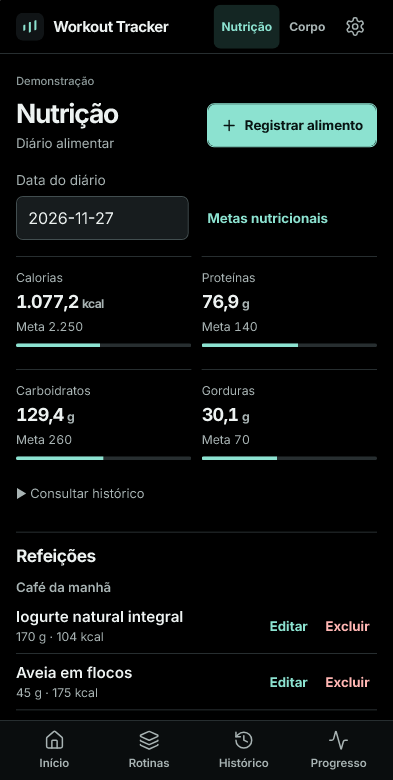 Workout Tracker
Nutrição
Corpo
Demonstração
Nutrição
Diário alimentar
+ Registrar alimento
Data do diário
2026-11-27
Metas nutricionais
Calorias
1.077,2 kcal
Meta 2.250
Proteínas
76,9 g
Meta 140
Carboidratos
129,4 g
Meta 260
Gorduras
30,1 g
Meta 70
▶ Consultar histórico
Refeições
Café da manhã
Iogurte natural integral
170 g · 104 kcal
Editar
Excluir
Aveia em flocos
45 g · 175 kcal
Editar
Excluir
Início
Rotinas
Histórico
Progresso